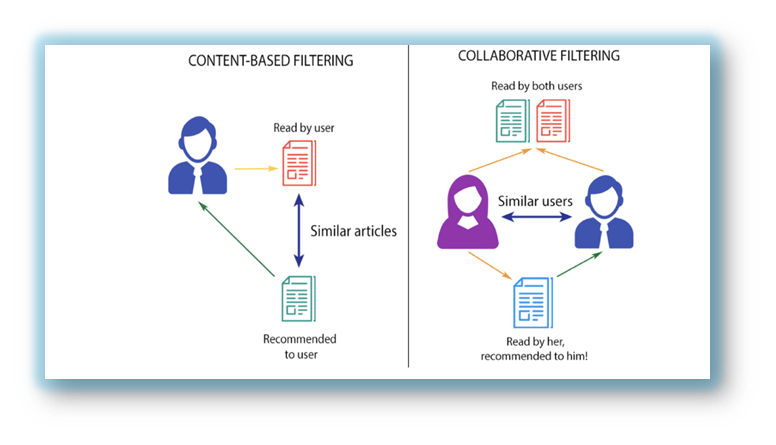 CONTENT-BASED FILTERING
Read by user
Similar articles
Recommended
to user
COLLABORATIVE FILTERING
Read by both users
Similar users
Read by her,
recommended to him!